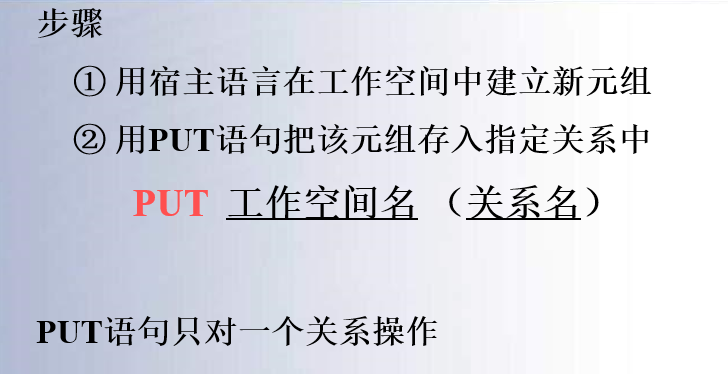 步骤
① 用宿主语言在工作空间中建立新元组
② 用PUT语句把该元组存入指定关系中
PUT 工作空间名 （关系名）
PUT语句只对一个关系操作